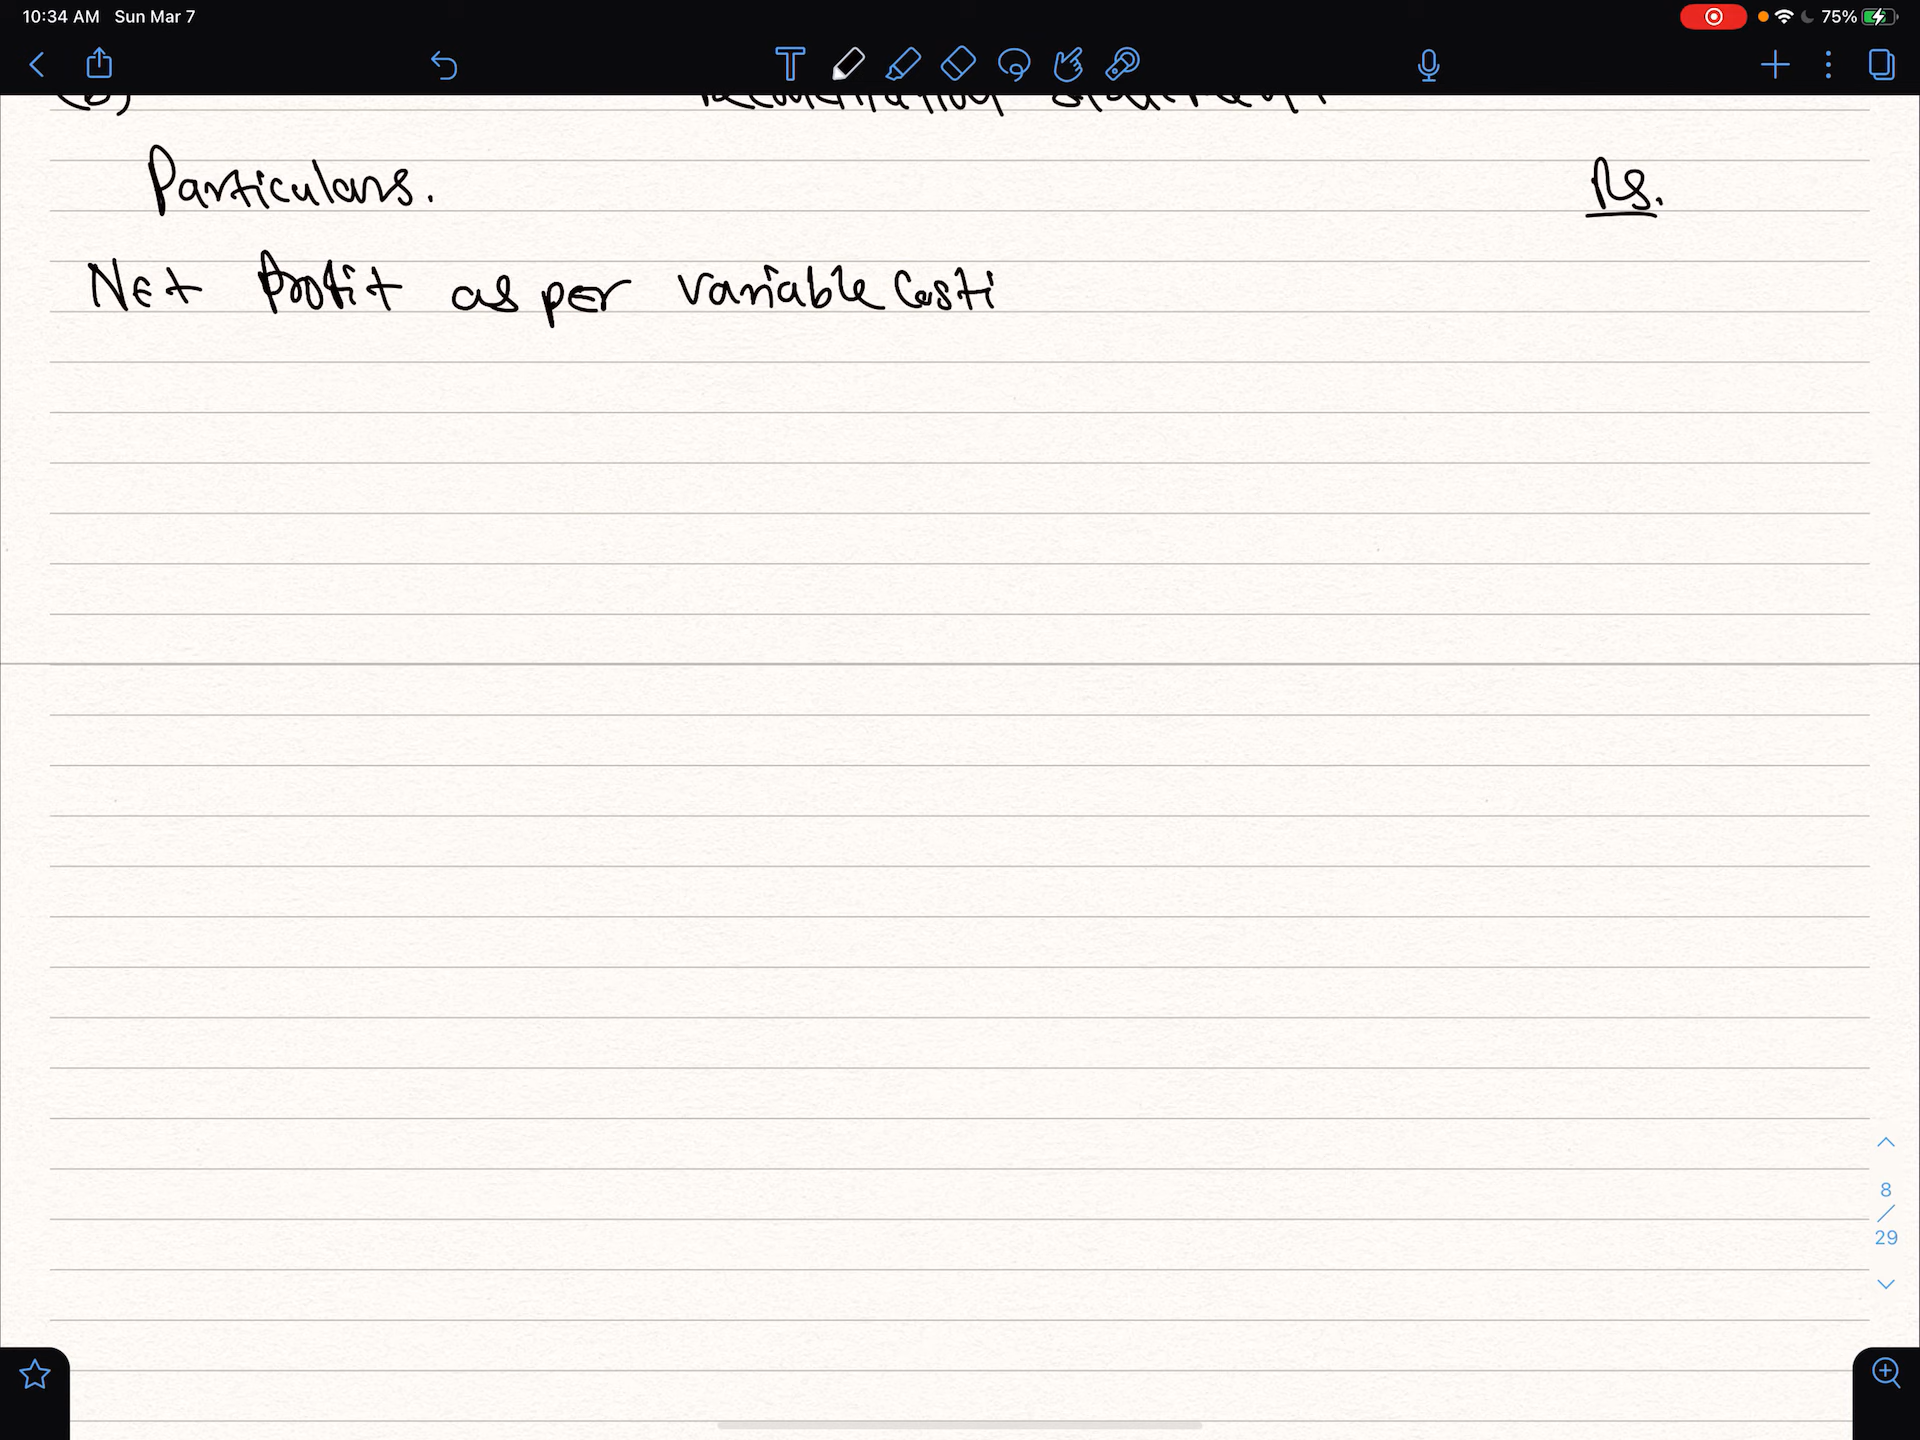 10:34 AM Sun Mar 7
75%
Particulars. Rs.
Net Profit as per variable Costi
8
/
29